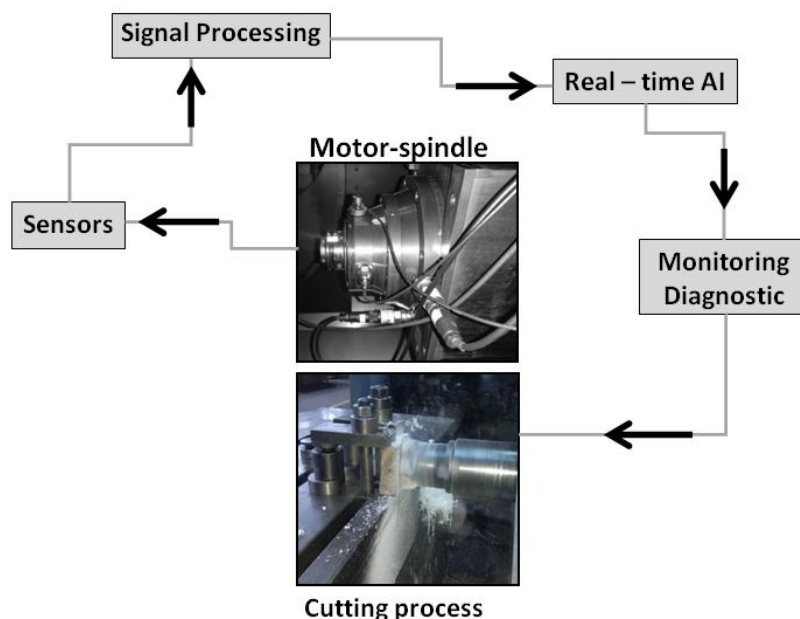 Signal Processing
Real – time AI
Motor-spindle
Sensors
Monitoring
Diagnostic
Cutting process